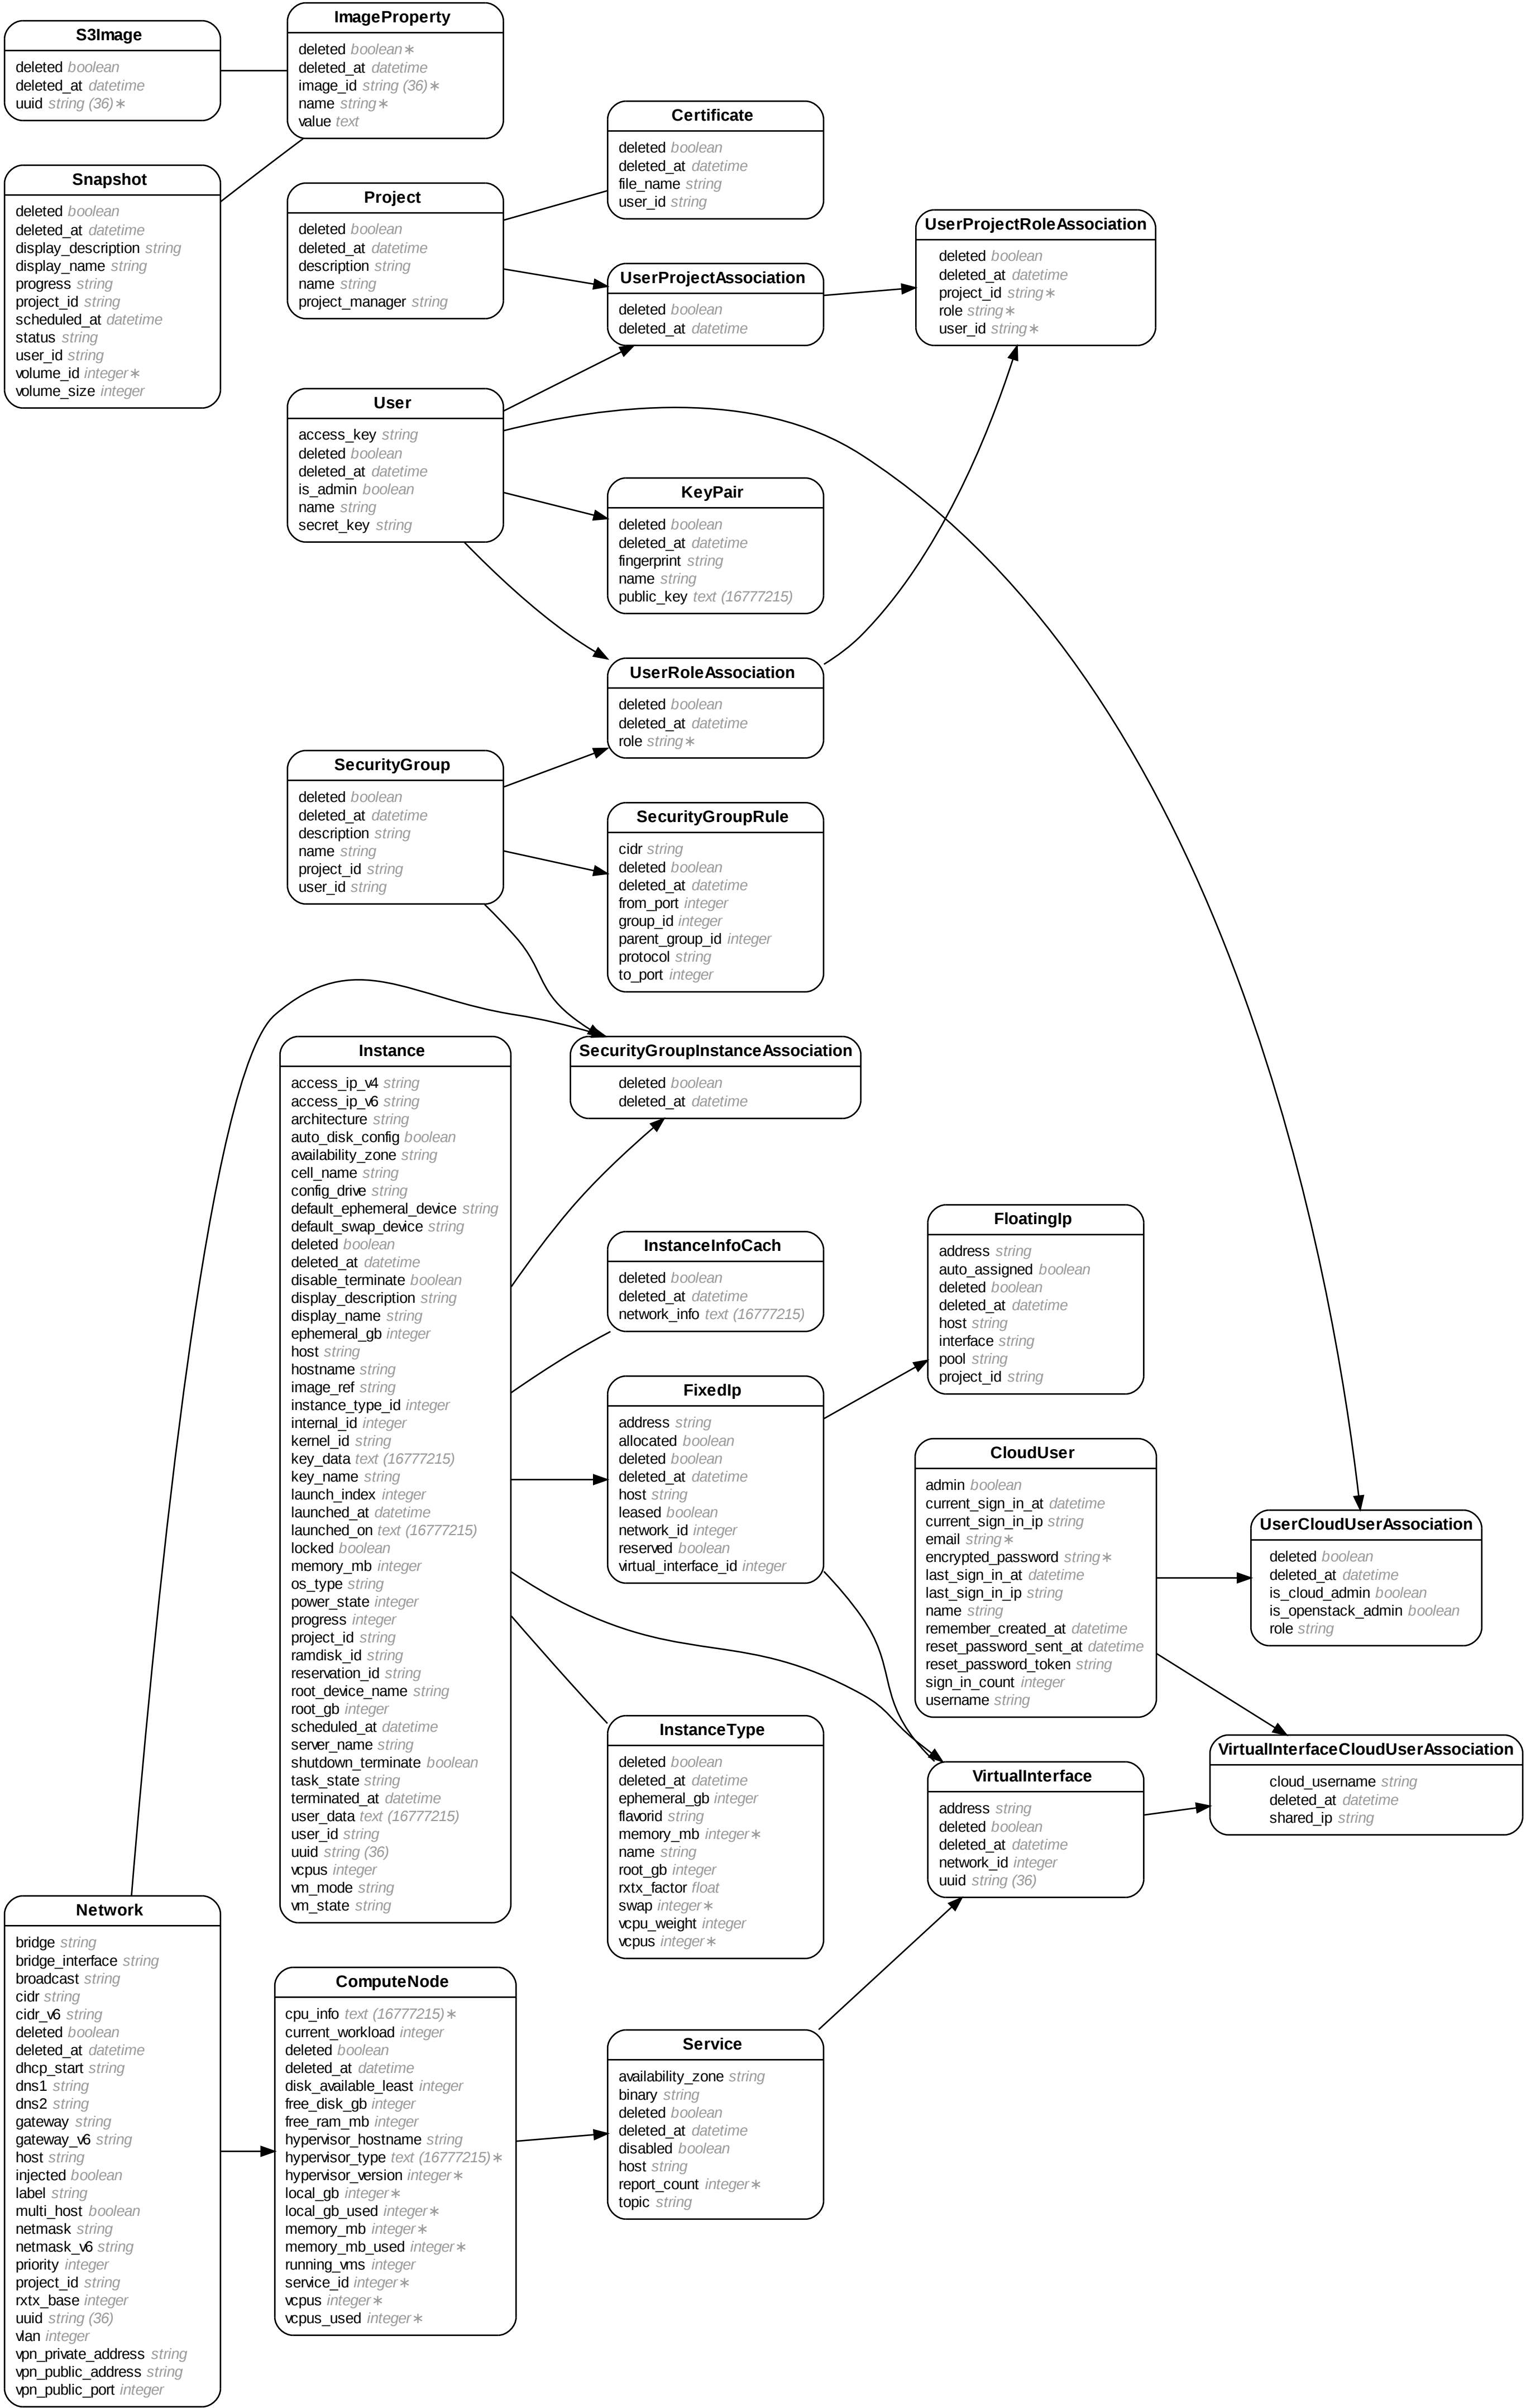 S3Image
deleted boolean
deleted_at datetime
uuid string (36)∗
ImageProperty
deleted boolean∗
deleted_at datetime
image_id string (36)∗
name string∗
value text
Snapshot
deleted boolean
deleted_at datetime
display_description string
display_name string
progress string
project_id string
scheduled_at datetime
status string
user_id string
volume_id integer∗
volume_size integer
Project
deleted boolean
deleted_at datetime
description string
name string
project_manager string
Certificate
deleted boolean
deleted_at datetime
file_name string
user_id string
UserProjectAssociation
deleted boolean
deleted_at datetime
UserProjectRoleAssociation
deleted boolean
deleted_at datetime
project_id string∗
role string∗
user_id string∗
User
access_key string
deleted boolean
deleted_at datetime
is_admin boolean
name string
secret_key string
KeyPair
deleted boolean
deleted_at datetime
fingerprint string
name string
public_key text (16777215)
UserRoleAssociation
deleted boolean
deleted_at datetime
role string∗
SecurityGroup
deleted boolean
deleted_at datetime
description string
name string
project_id string
user_id string
SecurityGroupRule
cidr string
deleted boolean
deleted_at datetime
from_port integer
group_id integer
parent_group_id integer
protocol string
to_port integer
SecurityGroupInstanceAssociation
deleted boolean
deleted_at datetime
Instance
access_ip_v4 string
access_ip_v6 string
architecture string
auto_disk_config boolean
availability_zone string
cell_name string
config_drive string
default_ephemeral_device string
default_swap_device string
deleted boolean
deleted_at datetime
disable_terminate boolean
display_description string
display_name string
ephemeral_gb integer
host string
hostname string
image_ref string
instance_type_id integer
internal_id integer
kernel_id string
key_data text (16777215)
key_name string
launch_index integer
launched_at datetime
launched_on text (16777215)
locked boolean
memory_mb integer
os_type string
power_state integer
progress integer
project_id string
ramdisk_id string
reservation_id string
root_device_name string
root_gb integer
scheduled_at datetime
server_name string
shutdown_terminate boolean
task_state string
terminated_at datetime
user_data text (16777215)
user_id string
uuid string (36)
vcpus integer
vm_mode string
vm_state string
InstanceInfoCach
deleted boolean
deleted_at datetime
network_info text (16777215)
FixedIp
address string
allocated boolean
deleted boolean
deleted_at datetime
host string
leased boolean
network_id integer
reserved boolean
virtual_interface_id integer
FloatingIp
address string
auto_assigned boolean
deleted boolean
deleted_at datetime
host string
interface string
pool string
project_id string
CloudUser
admin boolean
current_sign_in_at datetime
current_sign_in_ip string
email string∗
encrypted_password string∗
last_sign_in_at datetime
last_sign_in_ip string
name string
remember_created_at datetime
reset_password_sent_at datetime
reset_password_token string
sign_in_count integer
username string
UserCloudUserAssociation
deleted boolean
deleted_at datetime
is_cloud_admin boolean
is_openstack_admin boolean
role string
InstanceType
deleted boolean
deleted_at datetime
ephemeral_gb integer
flavorid string
memory_mb integer∗
name string
root_gb integer
rxtx_factor float
swap integer∗
vcpu_weight integer
vcpus integer∗
VirtualInterface
address string
deleted boolean
deleted_at datetime
network_id integer
uuid string (36)
VirtualInterfaceCloudUserAssociation
cloud_username string
deleted_at datetime
shared_ip string
Network
bridge string
bridge_interface string
broadcast string
cidr string
cidr_v6 string
deleted boolean
deleted_at datetime
dhcp_start string
dns1 string
dns2 string
gateway string
gateway_v6 string
host string
injected boolean
label string
multi_host boolean
netmask string
netmask_v6 string
priority integer
project_id string
rxtx_base integer
uuid string (36)
vlan integer
vpn_private_address string
vpn_public_address string
vpn_public_port integer
ComputeNode
cpu_info text (16777215)∗
current_workload integer
deleted boolean
deleted_at datetime
disk_available_least integer
free_disk_gb integer
free_ram_mb integer
hypervisor_hostname string
hypervisor_type text (16777215)∗
hypervisor_version integer∗
local_gb integer∗
local_gb_used integer∗
memory_mb integer∗
memory_mb_used integer∗
running_vms integer
service_id integer∗
vcpus integer∗
vcpus_used integer∗
Service
availability_zone string
binary string
deleted boolean
deleted_at datetime
disabled boolean
host string
report_count integer∗
topic string